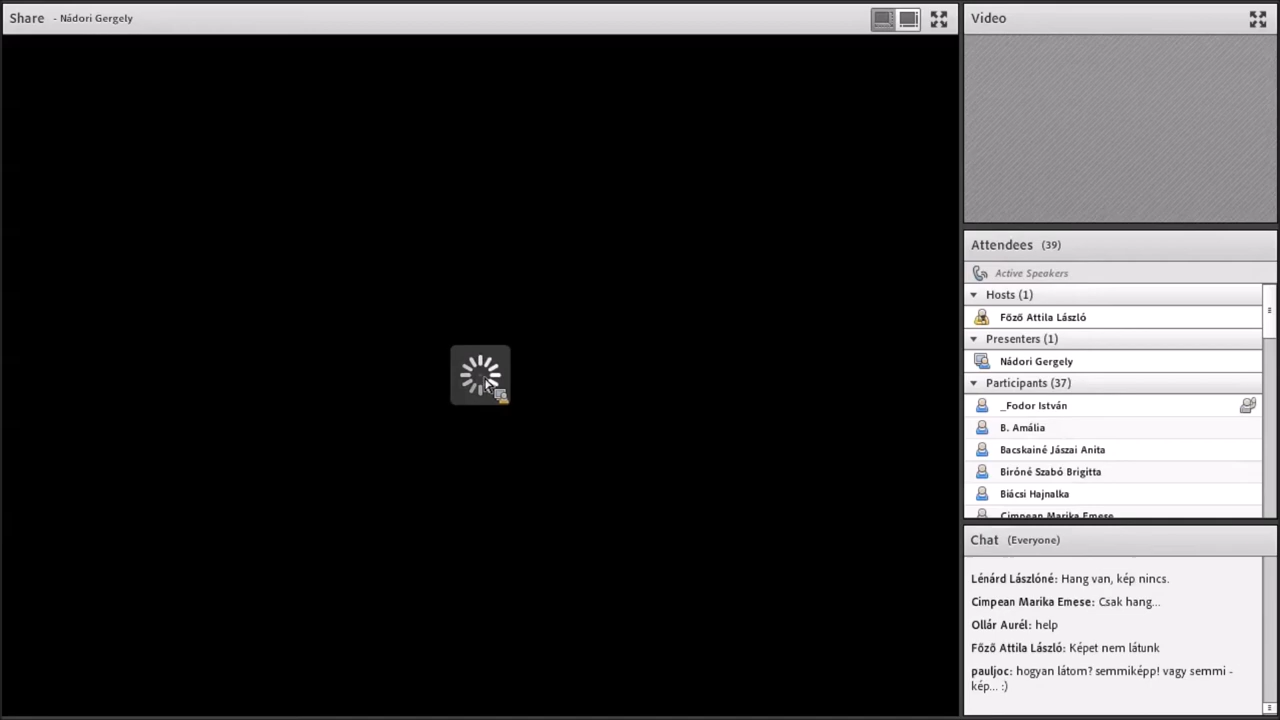 Share - Nádori Gergely
Video
Attendees (39)
Active Speakers
Hosts (1)
Főző Attila László
Presenters (1)
Nádori Gergely
Participants (37)
_Fodor István
B. Amália
Bacskainé Jászai Anita
Biróné Szabó Brigitta
Biácsi Hajnalka
Cimpean Marika Emese
Chat (Everyone)
Lénárd Lászlóné: Hang van, kép nincs.
Cimpean Marika Emese: Csak hang...
Ollár Aurél: help
Főző Attila László: Képet nem látunk
pauljoc: hogyan látom? semmiképp! vagy semmi -
kép... :)